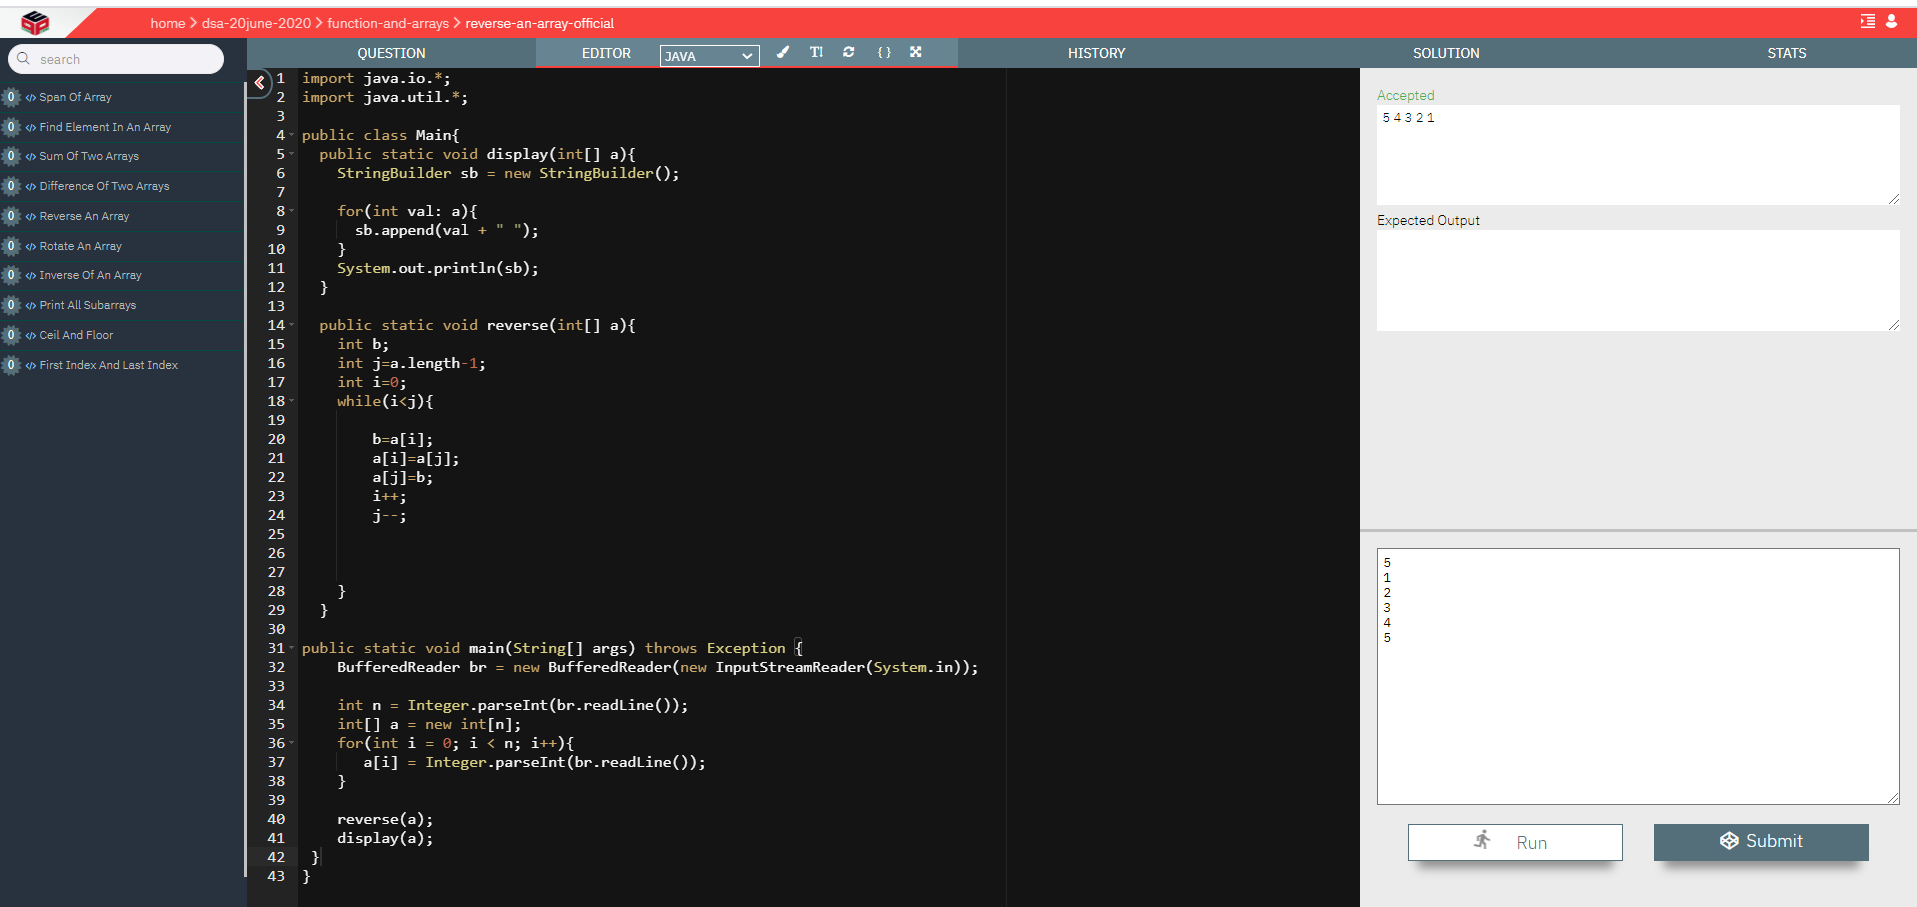 home > dsa-20june-2020 > function-and-arrays > reverse-an-array-official
search
0 </> Span Of Array
0 </> Find Element In An Array
0 </> Sum Of Two Arrays
0 </> Difference Of Two Arrays
0 </> Reverse An Array
0 </> Rotate An Array
0 </> Inverse Of An Array
0 </> Print All Subarrays
0 </> Ceil And Floor
0 </> First Index And Last Index
QUESTION EDITOR JAVA HISTORY SOLUTION STATS
1 import java.io.*;
2 import java.util.*;
3
4 public class Main{
5 public static void display(int[] a){
6 StringBuilder sb = new StringBuilder();
7
8 for(int val: a){
9 sb.append(val + " ");
10 }
11 System.out.println(sb);
12 }
13
14 public static void reverse(int[] a){
15 int b;
16 int j=a.length-1;
17 int i=0;
18 while(i<j){
19
20 b=a[i];
21 a[i]=a[j];
22 a[j]=b;
23 i++;
24 j--;
25
26
27
28 }
29 }
30
31 public static void main(String[] args) throws Exception {
32 BufferedReader br = new BufferedReader(new InputStreamReader(System.in));
33
34 int n = Integer.parseInt(br.readLine());
35 int[] a = new int[n];
36 for(int i = 0; i < n; i++){
37 a[i] = Integer.parseInt(br.readLine());
38 }
39
40 reverse(a);
41 display(a);
42 }
43 }
Accepted
5 4 3 2 1
Expected Output
5
1
2
3
4
5
Run
Submit